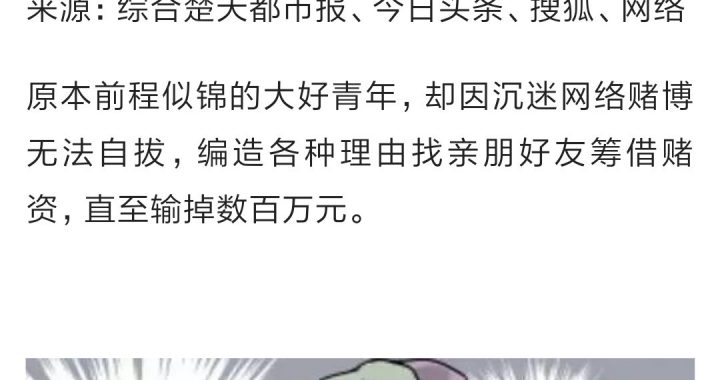 来源：综合楚天都市报、今日头条、搜狐、网络
原本前程似锦的大好青年，却因沉迷网络赌博
无法自拔，编造各种理由找亲朋好友筹借赌
资，直至输掉数百万元。